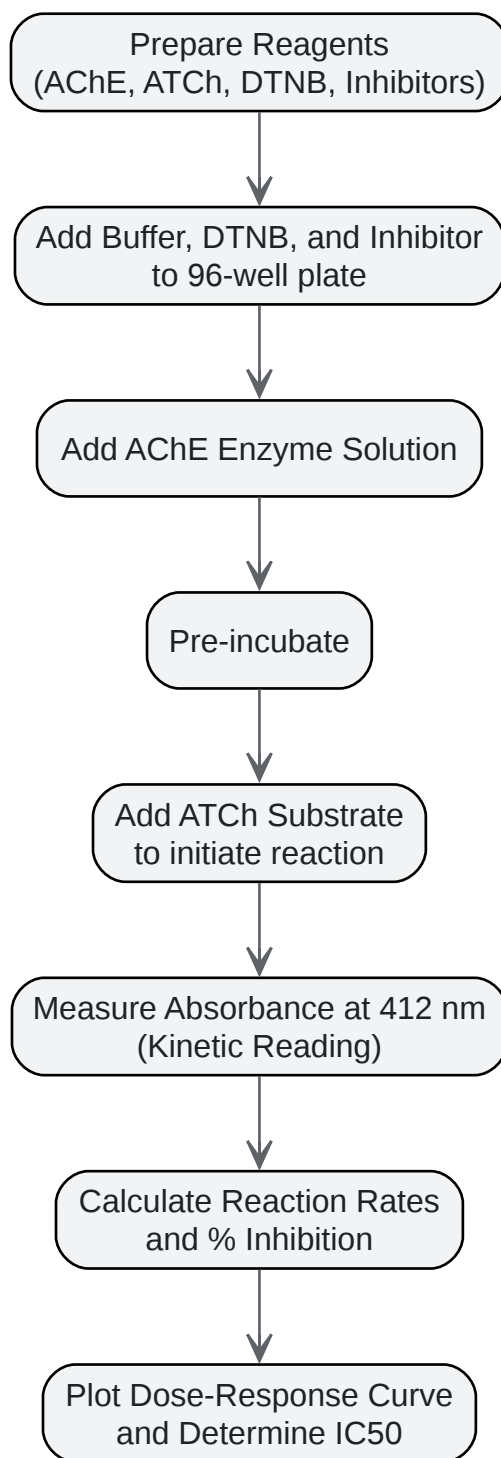 Prepare Reagents
(AChE, ATCh, DTNB, Inhibitors)
Add Buffer, DTNB, and Inhibitor
to 96-well plate
Add AChE Enzyme Solution
Pre-incubate
Add ATCh Substrate
to initiate reaction
Measure Absorbance at 412 nm
(Kinetic Reading)
Calculate Reaction Rates
and % Inhibition
Plot Dose-Response Curve
and Determine IC50